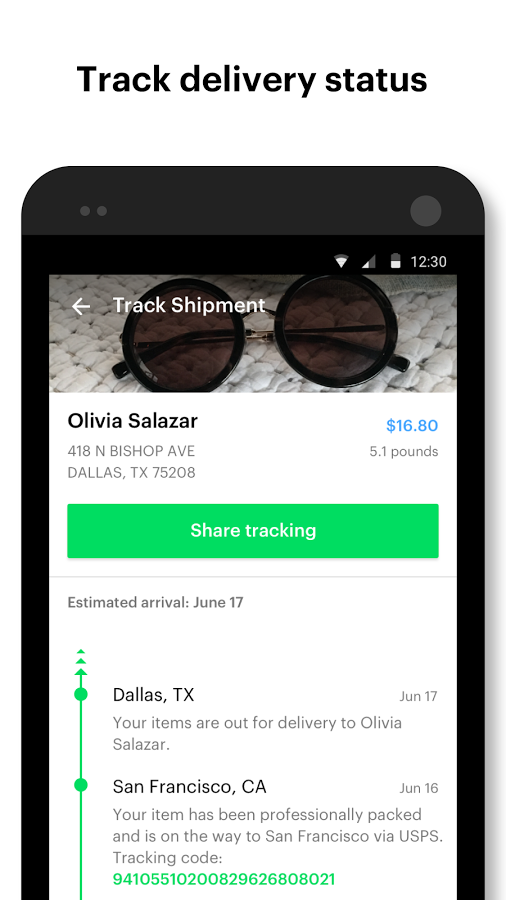 Track delivery status
12:30
Track Shipment
Olivia Salazar
$16.80
418 N BISHOP AVE
5.1 pounds
DALLAS, TX 75208
Share tracking
Estimated arrival: June 17
Dallas, TX
Jun 17
Your items are out for delivery to Olivia
Salazar.
San Francisco, CA
Jun 16
Your item has been professionally packed
and is on the way to San Francisco via USPS.
Tracking code:
94105510200829626808021